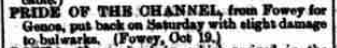 PRIDE OF THE CHANNEL, from Fowey for
Genoa, put back on Saturday with slight damage
to bulwarks. (Fowey, Oct 19.)